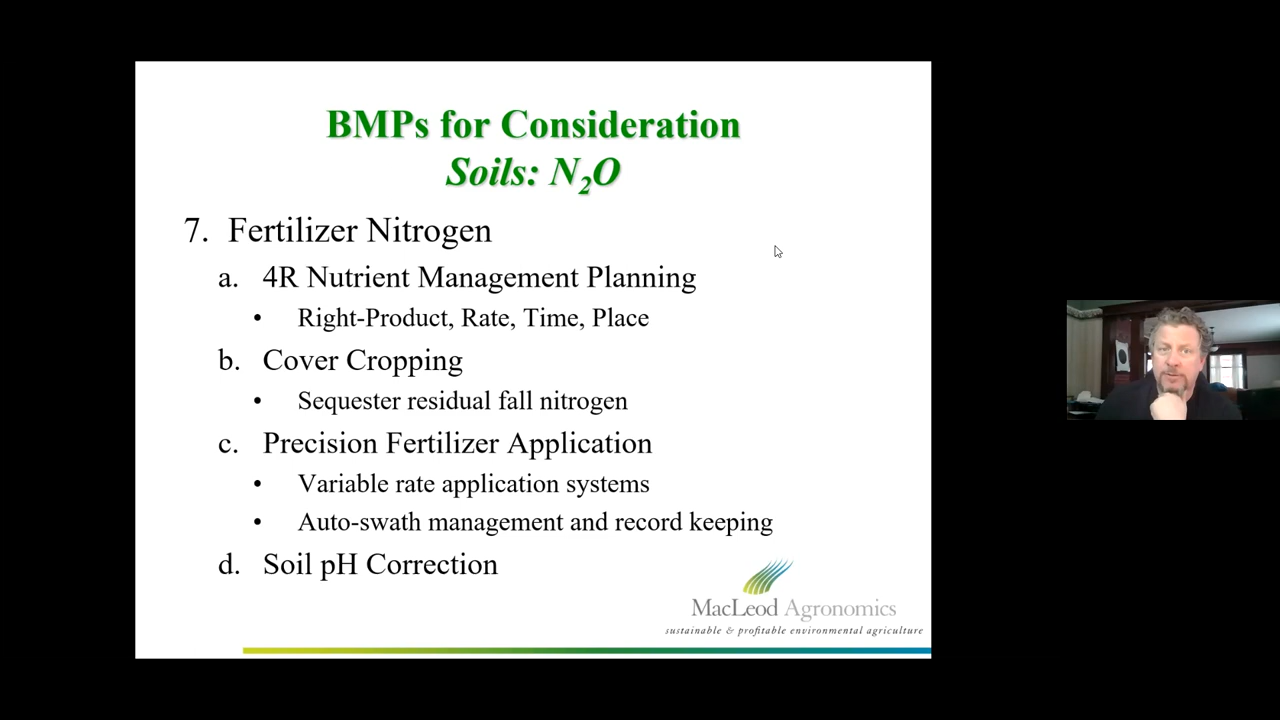 BMPs for Consideration
Soils: N₂O
7. Fertilizer Nitrogen
a. 4R Nutrient Management Planning
• Right-Product, Rate, Time, Place
b. Cover Cropping
• Sequester residual fall nitrogen
c. Precision Fertilizer Application
• Variable rate application systems
• Auto-swath management and record keeping
d. Soil pH Correction
MacLeod Agronomics
sustainable & profitable environmental agriculture